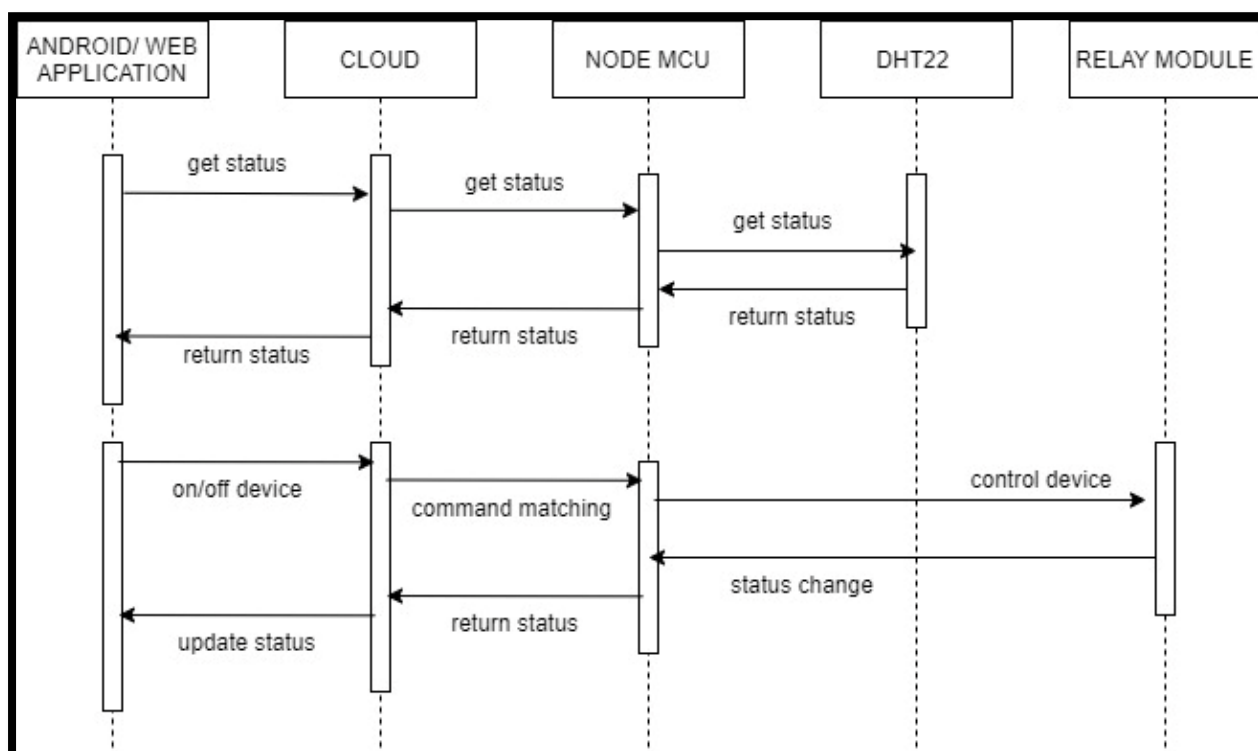 ANDROID/ WEB
APPLICATION
CLOUD
NODE MCU
DHT22
RELAY MODULE
get status
get status
get status
return status
return status
return status
on/off device
command matching
control device
status change
return status
update status